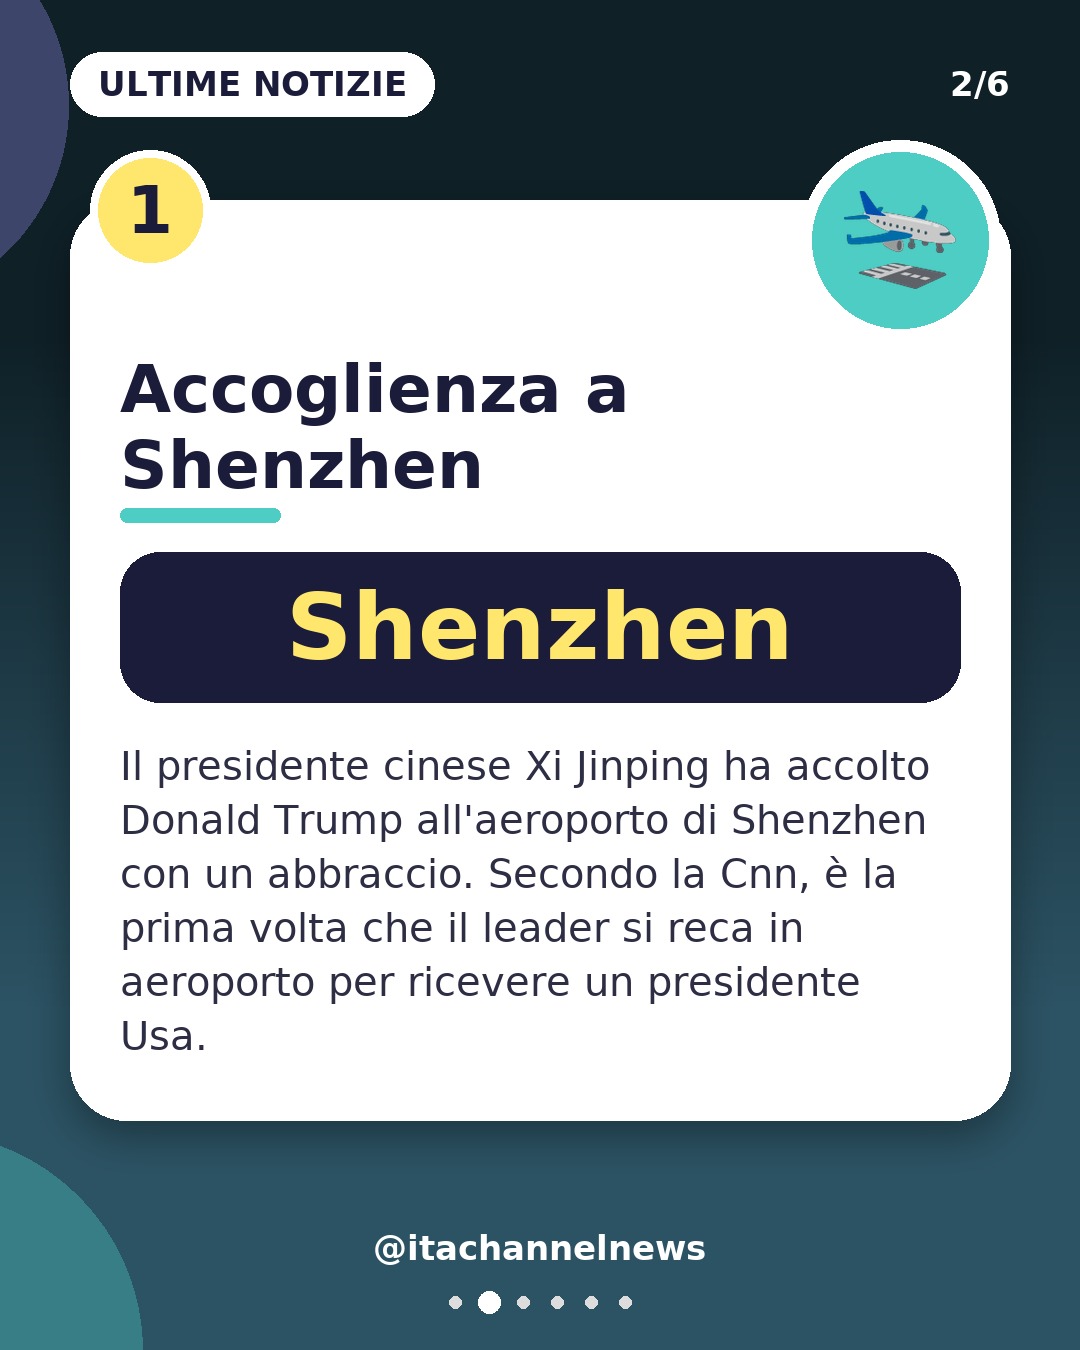 ULTIME NOTIZIE
2/6
1
Accoglienza a
Shenzhen
Shenzhen
Il presidente cinese Xi Jinping ha accolto
Donald Trump all'aeroporto di Shenzhen
con un abbraccio. Secondo la Cnn, è la
prima volta che il leader si reca in
aeroporto per ricevere un presidente
Usa.
@itachannelnews